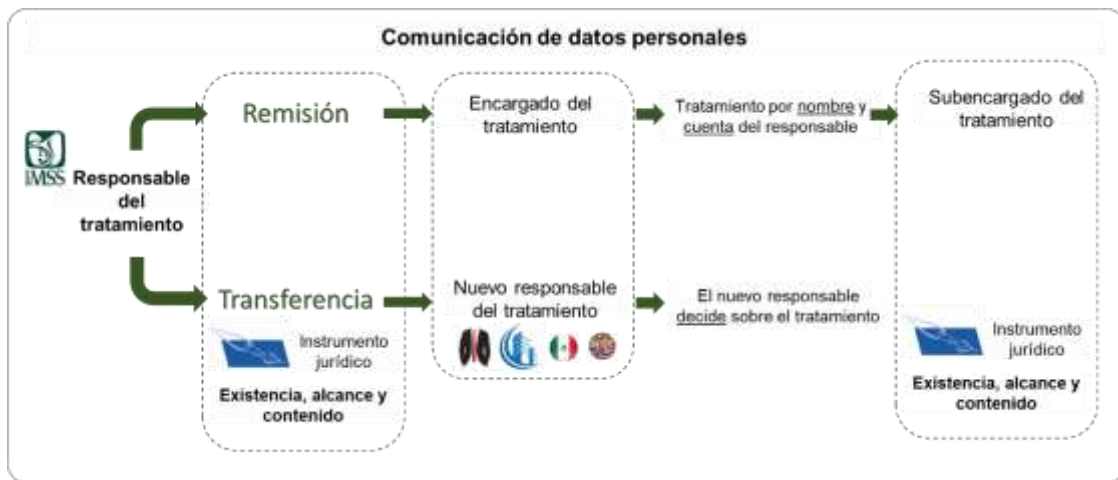 Comunicación de datos personales
IMSS
Responsable
del
tratamiento
Remisión
Encargado del
tratamiento
Tratamiento por nombre y
cuenta del responsable
Subencargado del
tratamiento
Transferencia
Nuevo responsable
del tratamiento
El nuevo responsable
decide sobre el tratamiento
Instrumento
jurídico
Existencia, alcance y
contenido
Instrumento
jurídico
Existencia, alcance y
contenido